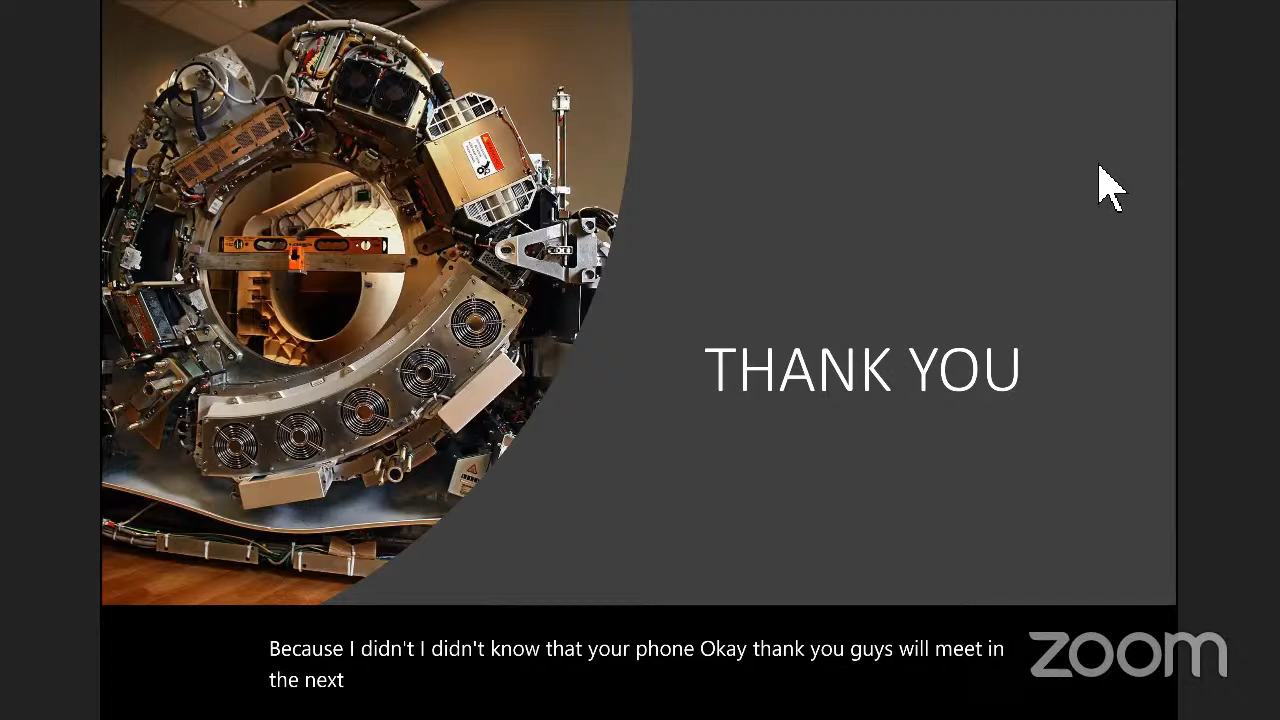 THANK YOU
Because I didn't I didn't know that your phone Okay thank you guys will meet in
the next
zoom